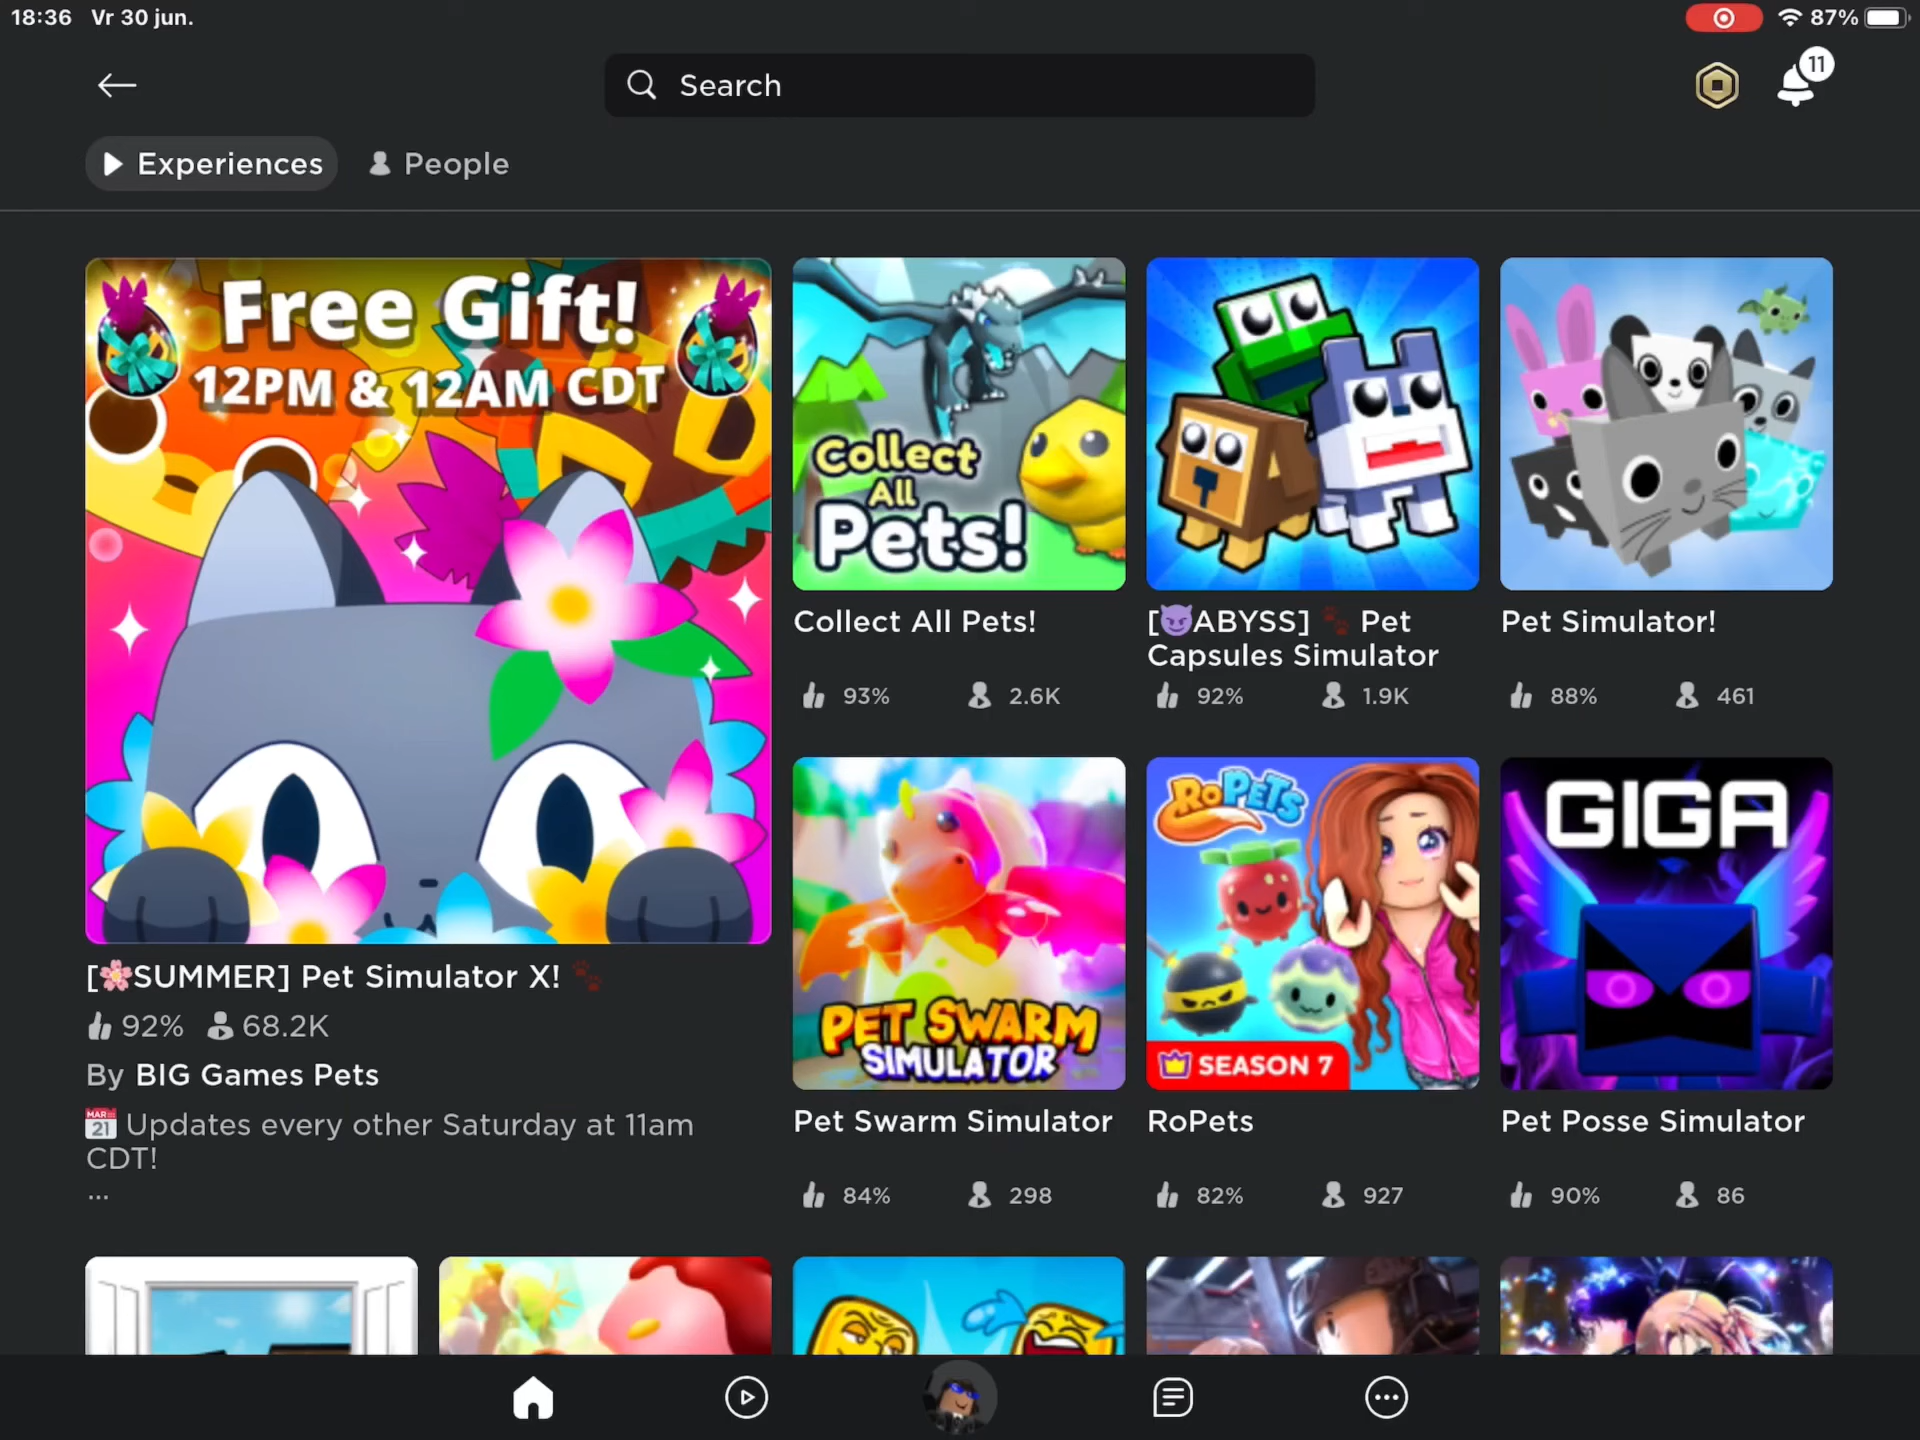 18:36 Vr 30 jun.
87%
Search
11
Experiences
People
Free Gift!
12PM & 12AM CDT
[🌸SUMMER] Pet Simulator X! 🐾
92% 68.2K
By BIG Games Pets
MAR 21 Updates every other Saturday at 11am
CDT!
...
Collect
All
Pets!
Collect All Pets!
93% 2.6K
[😈ABYSS] 🐾 Pet
Capsules Simulator
92% 1.9K
Pet Simulator!
88% 461
PET SWARM
SIMULATOR
Pet Swarm Simulator
84% 298
ROPETS
SEASON 7
RoPets
82% 927
GIGA
Pet Posse Simulator
90% 86